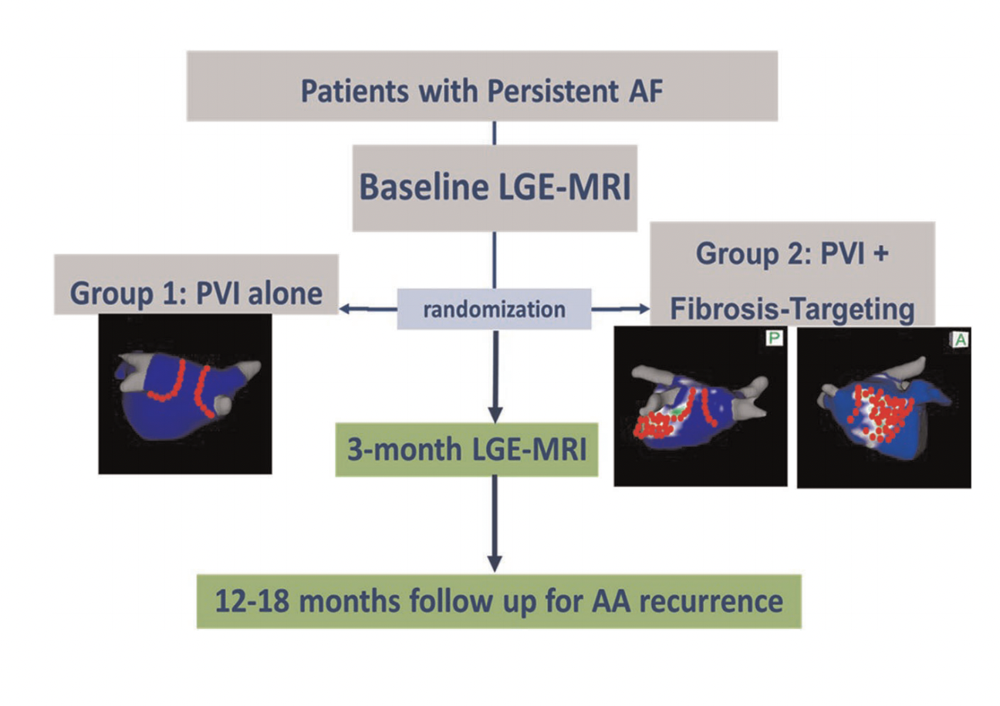 Patients with Persistent AF
Baseline LGE-MRI
Group 1: PVI alone
randomization
Group 2: PVI +
Fibrosis-Targeting
P
A
3-month LGE-MRI
12-18 months follow up for AA recurrence